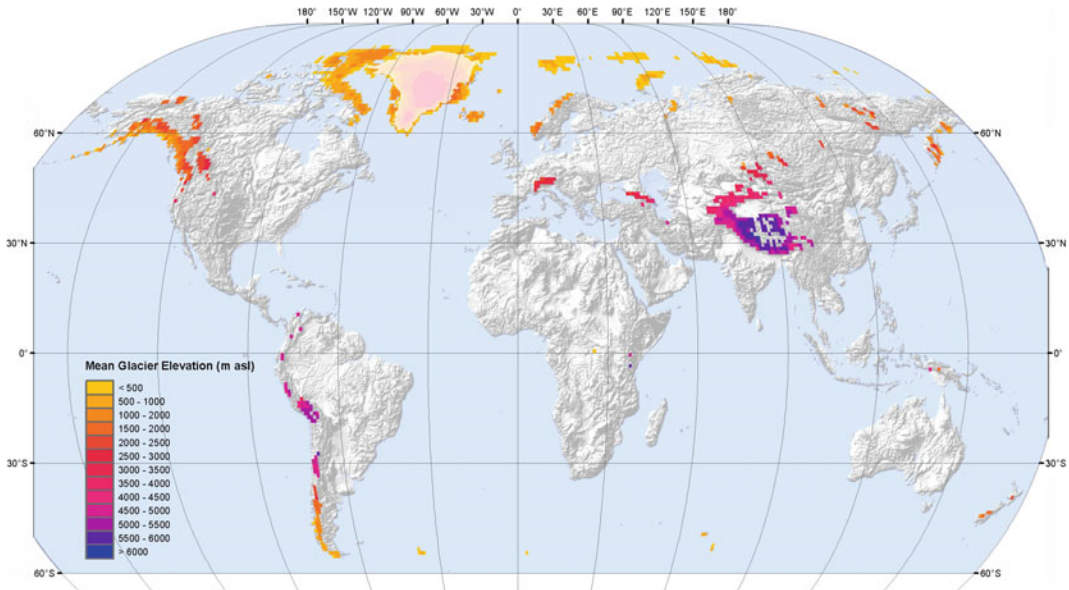 180° 150°W 120°W 90°W 60°W 30°W 0° 30°E 60°E 90°E 120°E 150°E 180°
60°N 60°N
30°N 30°N
0° 0°
Mean Glacier Elevation (m asl)
< 500
500 - 1000
1000 - 2000
1500 - 2000
2000 - 2500
2500 - 3000
3000 - 3500
3500 - 4000
4000 - 4500
4500 - 5000
5000 - 5500
5500 - 6000
> 6000
30°S 30°S
60°S 60°S